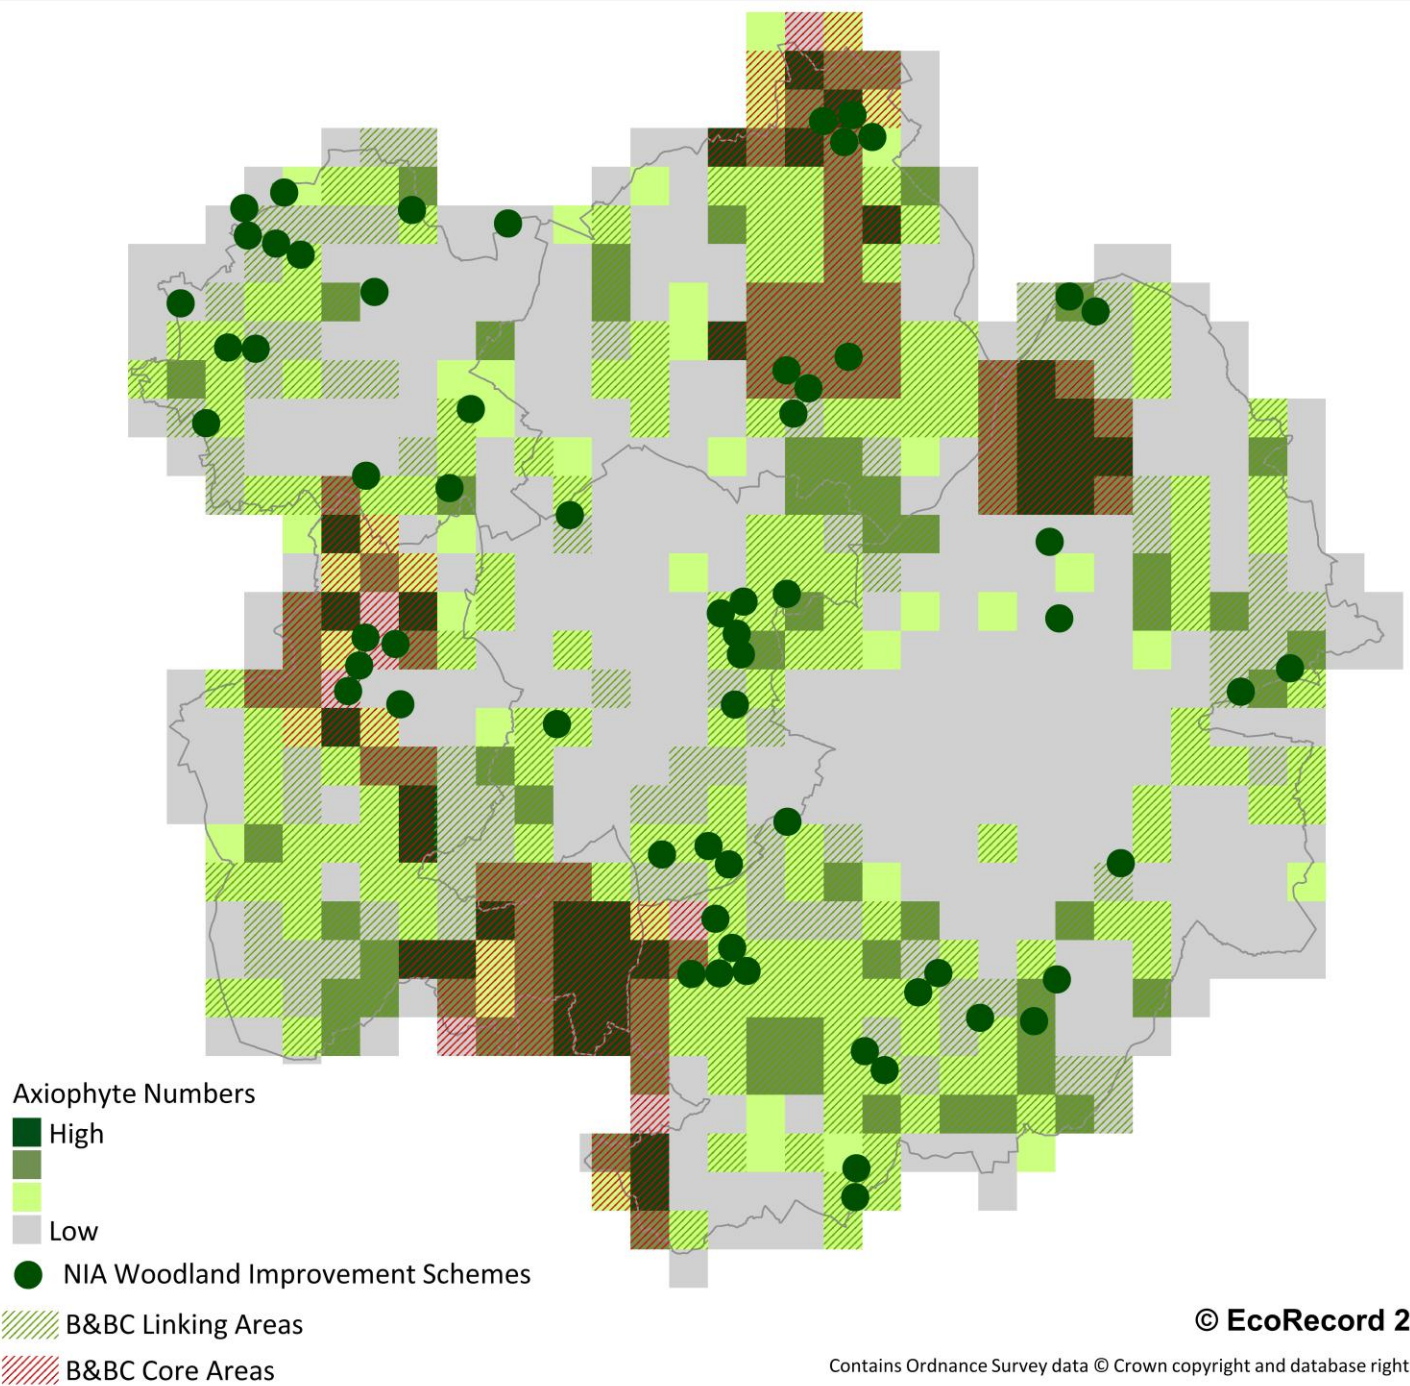 Axiophyte Numbers
High
Low
NIA Woodland Improvement Schemes
B&BC Linking Areas
B&BC Core Areas
© EcoRecord 2
Contains Ordnance Survey data © Crown copyright and database right